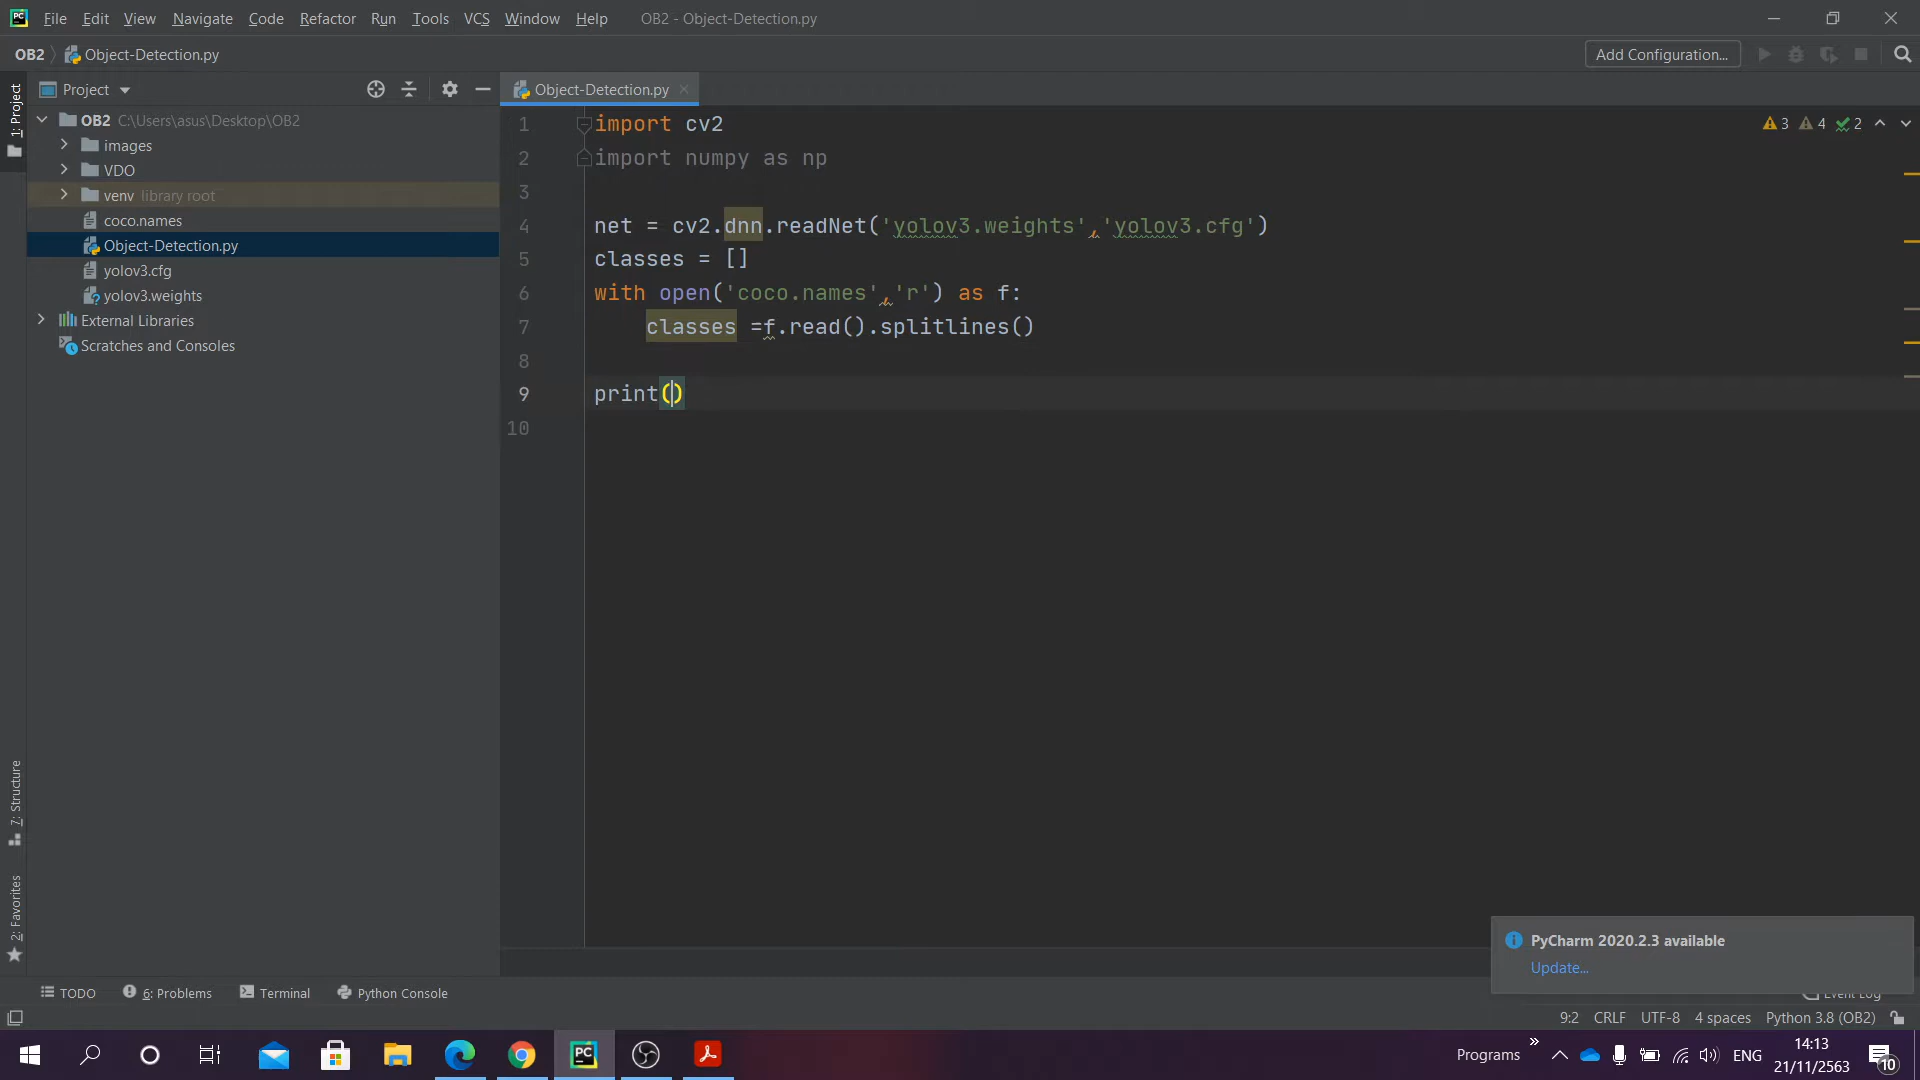 File Edit View Navigate Code Refactor Run Tools VCS Window Help OB2 - Object-Detection.py
OB2 Object-Detection.py Add Configuration...
1: Project
Project
OB2 C:\Users\asus\Desktop\OB2
images
VDO
venv library root
coco.names
Object-Detection.py
yolov3.cfg
yolov3.weights
External Libraries
Scratches and Consoles
7: Structure
2: Favorites
Object-Detection.py
3 4 2
1 import cv2
2 import numpy as np
3
4 net = cv2.dnn.readNet('yolov3.weights','yolov3.cfg')
5 classes = []
6 with open('coco.names','r') as f:
7 classes =f.read().splitlines()
8
9 print()
10
PyCharm 2020.2.3 available
Update...
TODO 6: Problems Terminal Python Console Event Log
9:2 CRLF UTF-8 4 spaces Python 3.8 (OB2)
PC Programs » ENG 14:13
21/11/2563 10